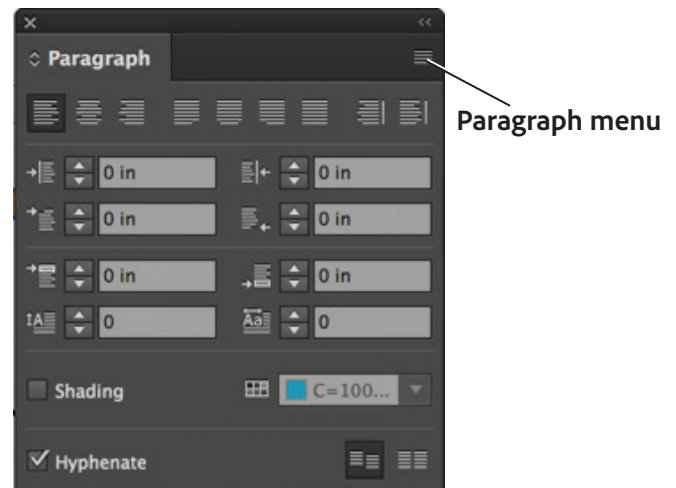 Paragraph
Paragraph menu
0 in 0 in
0 in 0 in
0 in 0 in
0 0
Shading C=100...
Hyphenate